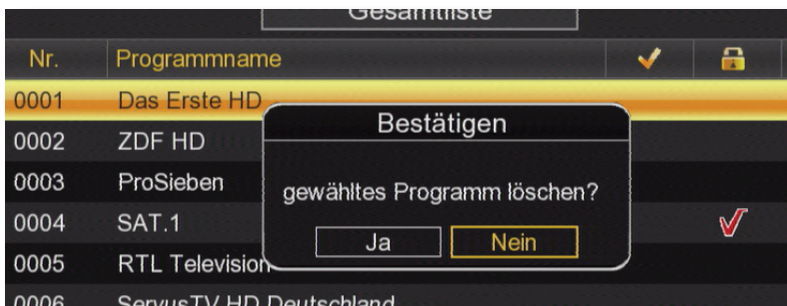 Gesamtliste
Nr. Programmname
0001 Das Erste HD
Bestätigen
0002 ZDF HD
0003 ProSieben
gewähltes Programm löschen?
0004 SAT.1
Ja Nein
0005 RTL Television
0006 ServusTV HD Deutschland